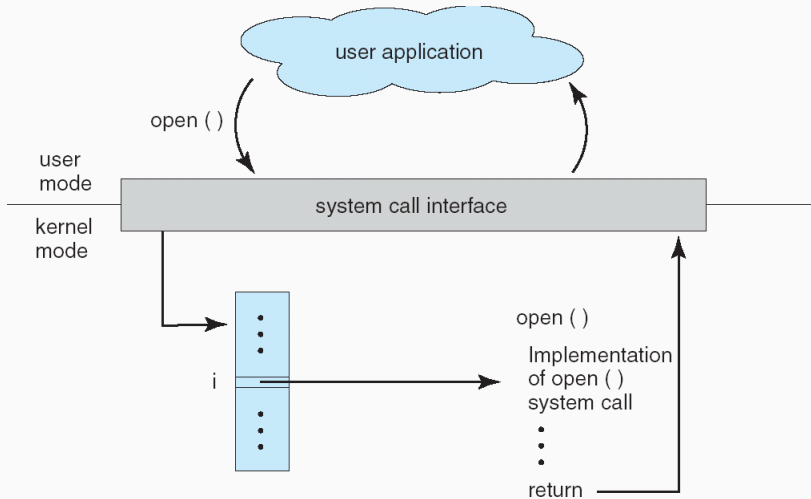 user application
open ( )
user
mode
system call interface
kernel
mode
open ( )
Implementation
of open ( )
system call
i
return